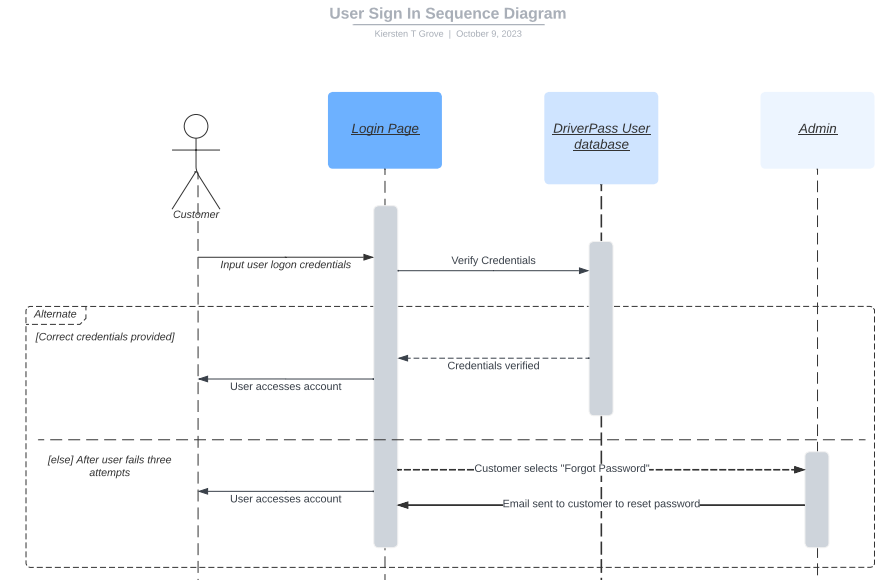 User Sign In Sequence Diagram
Kiersten T Grove | October 9, 2023
Login Page
DriverPass User
database
Admin
Customer
Input user logon credentials
Verify Credentials
Alternate
[Correct credentials provided]
Credentials verified
User accesses account
[else] After user fails three
attempts
Customer selects "Forgot Password"
User accesses account
Email sent to customer to reset password